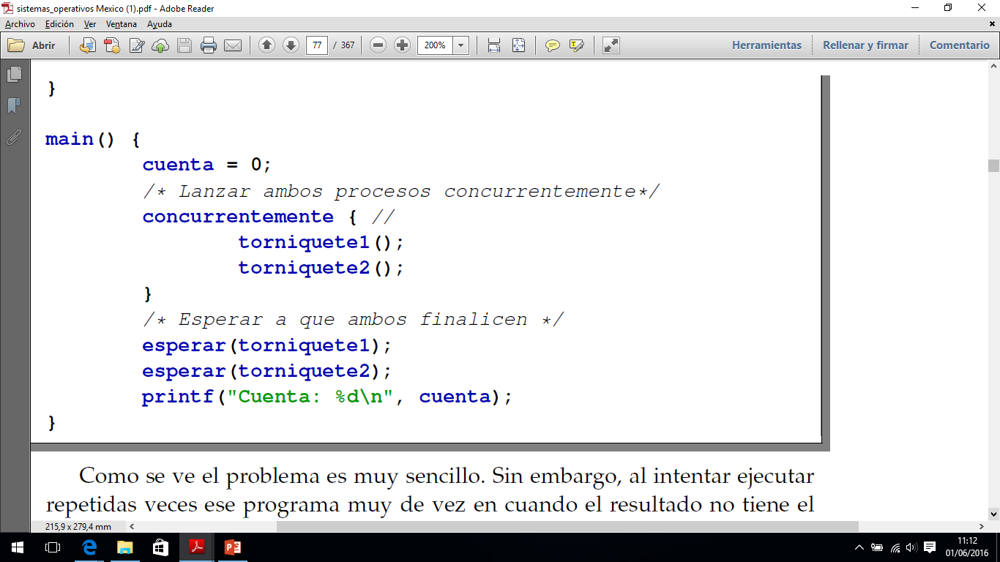 sistemas_operativos Mexico (1).pdf - Adobe Reader
Archivo Edición Ver Ventana Ayuda
Abrir 77 / 367 200% Herramientas Rellenar y firmar Comentario
}
main() {
cuenta = 0;
/* Lanzar ambos procesos concurrentemente*/
concurrentemente { //
torniquete1();
torniquete2();
}
/* Esperar a que ambos finalicen */
esperar(torniquete1);
esperar(torniquete2);
printf("Cuenta: %d\n", cuenta);
}
Como se ve el problema es muy sencillo. Sin embargo, al intentar ejecutar
repetidas veces ese programa muy de vez en cuando el resultado no tiene el
215,9 x 279,4 mm
11:12
01/06/2016